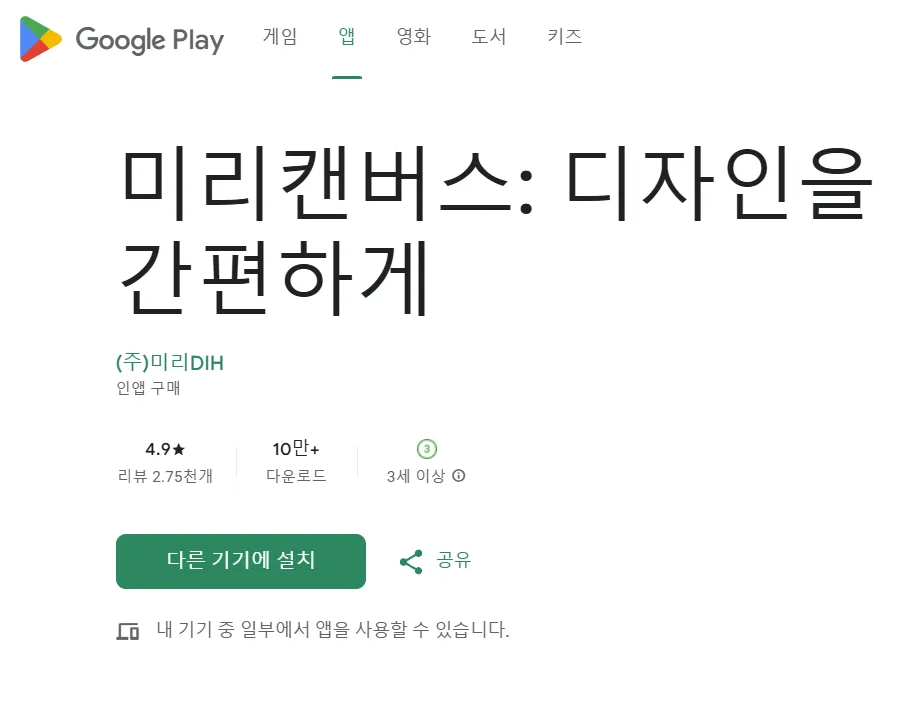 Google Play 게임 앱 영화 도서 키즈
미리캔버스: 디자인을
간편하게
(주)미리DIH
인앱 구매
4.9★ 10만+ 3
리뷰 2.75천개 다운로드 3세 이상
다른 기기에 설치 공유
내 기기 중 일부에서 앱을 사용할 수 있습니다.